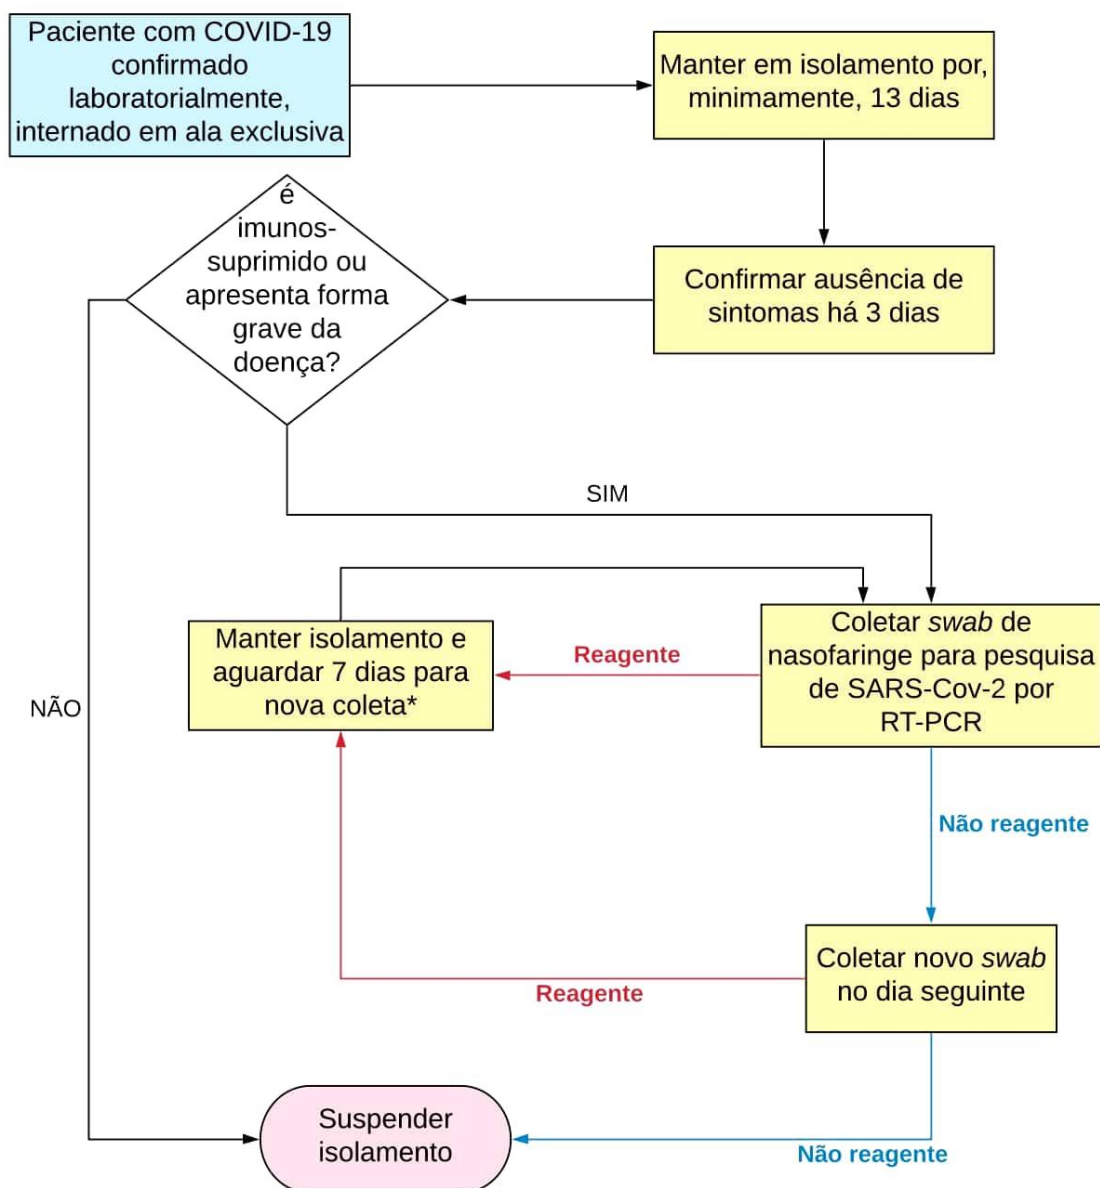 Paciente com COVID-19
confirmado
laboratorialmente,
internado em ala exclusiva
Manter em isolamento por,
minimamente, 13 dias
Confirmar ausência de
sintomas há 3 dias
é
imunos-
suprimido ou
apresenta forma
grave da
doença?
SIM
NÃO
Coletar swab de
nasofaringe para pesquisa
de SARS-Cov-2 por
RT-PCR
Reagente
Manter isolamento e
aguardar 7 dias para
nova coleta*
Não reagente
Coletar novo swab
no dia seguinte
Reagente
Não reagente
Suspender
isolamento